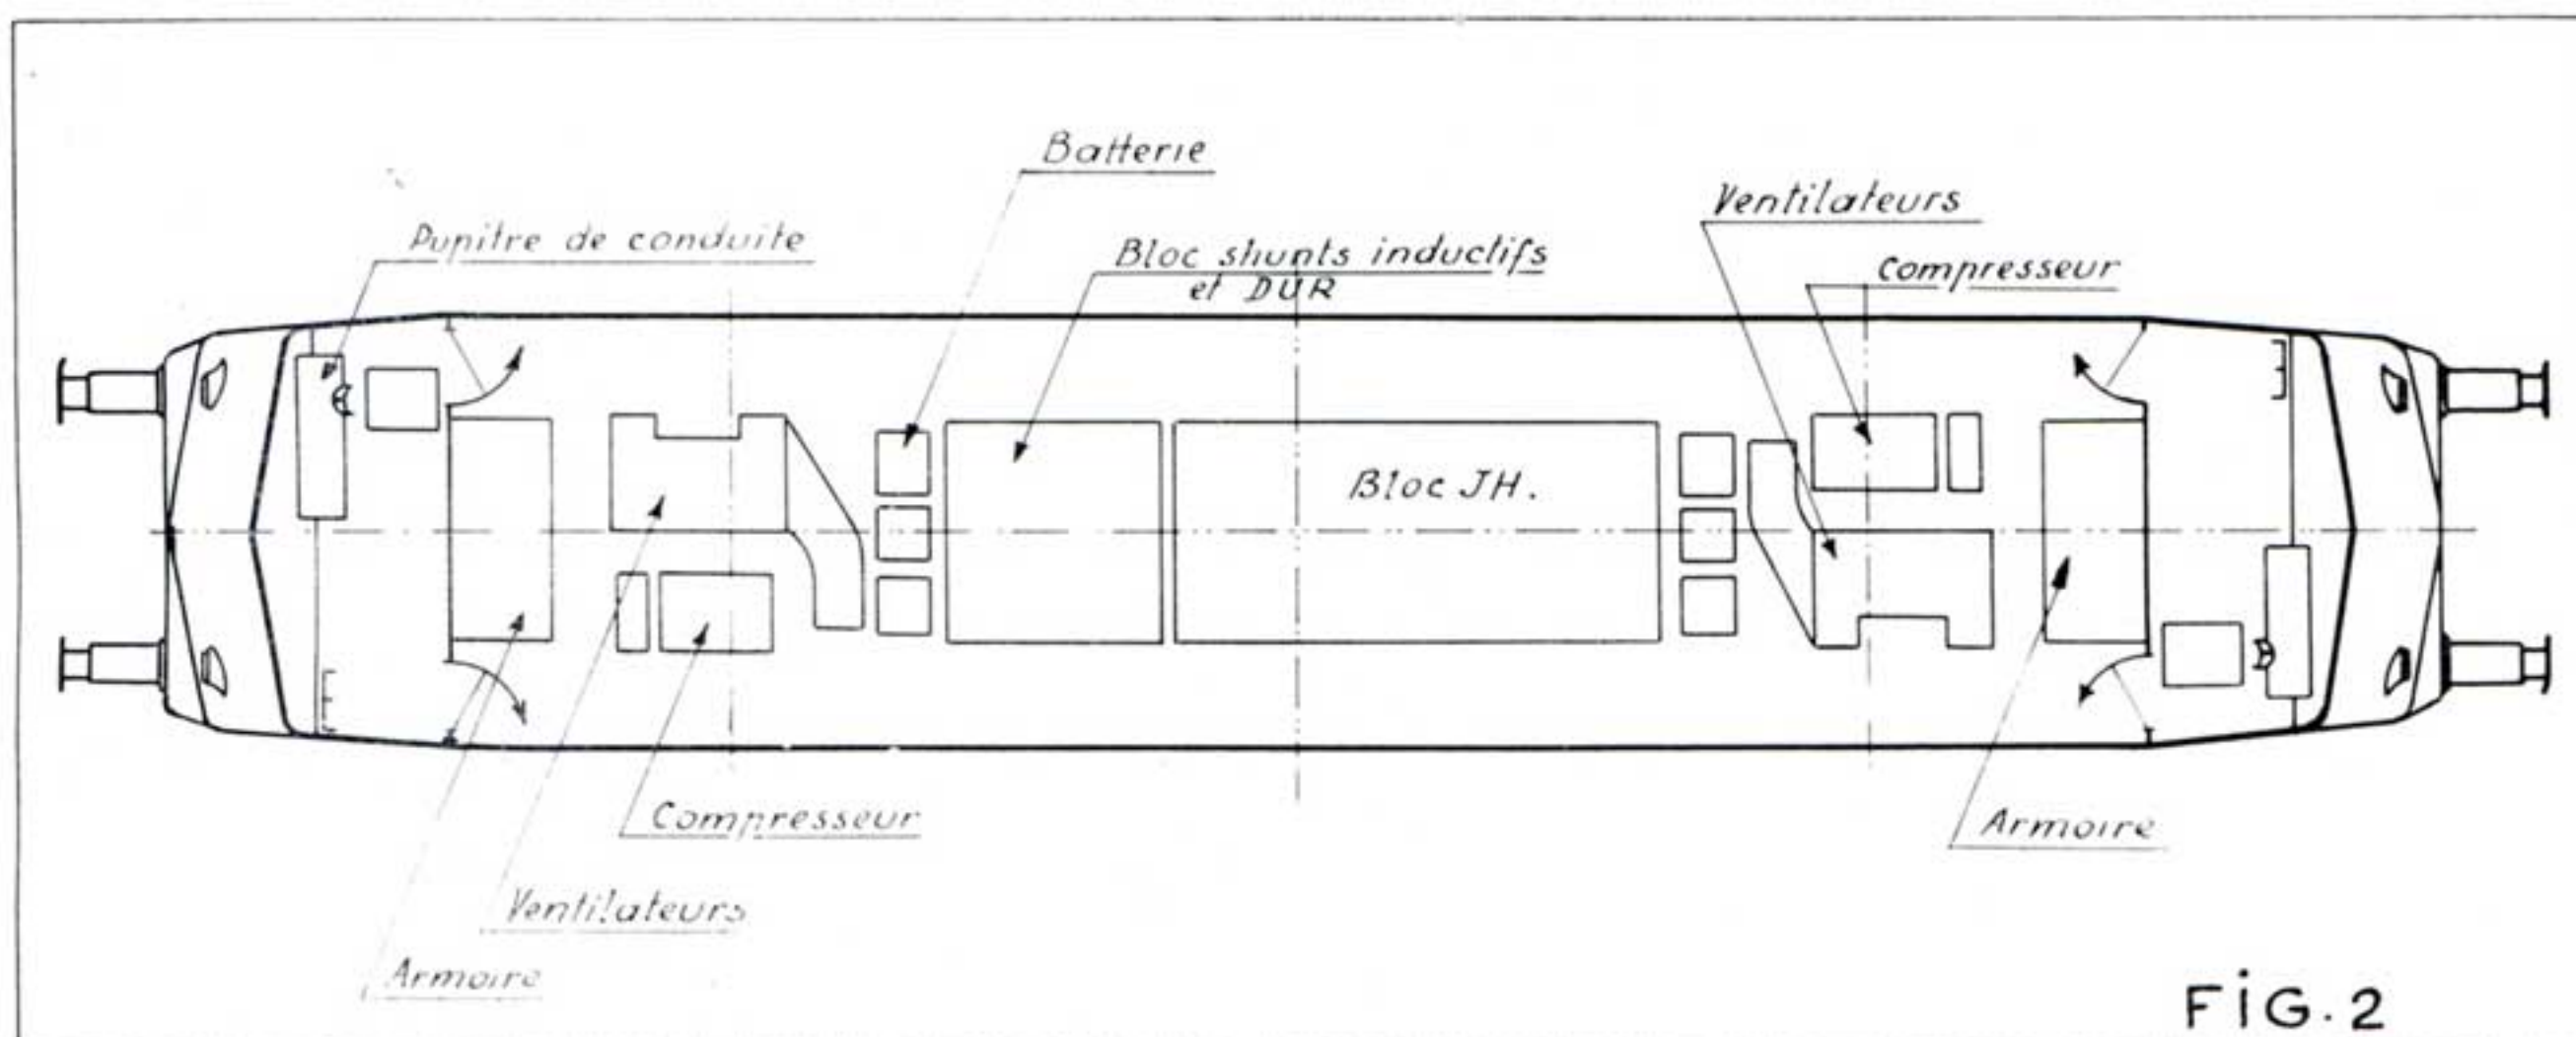 Batterie
Ventilateurs
Pupitre de conduite
Bloc shunts inductifs
et DUR
Compresseur
Bloc JH.
Compresseur
Armoire
Ventilateurs
Armoire
FIG.2